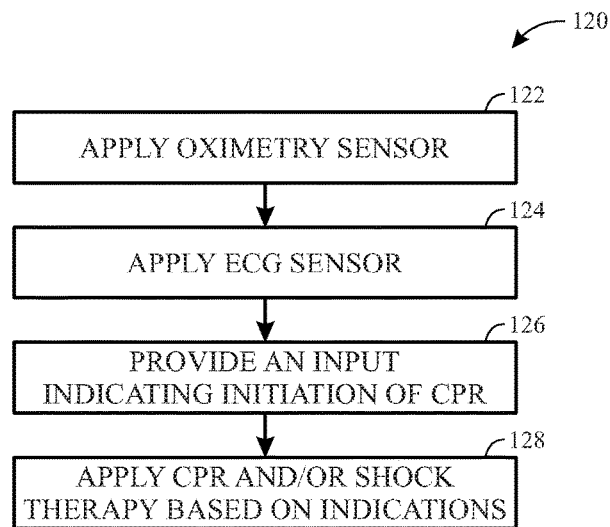 120
122
APPLY OXIMETRY SENSOR
124
APPLY ECG SENSOR
126
PROVIDE AN INPUT
INDICATING INITIATION OF CPR
128
APPLY CPR AND/OR SHOCK
THERAPY BASED ON INDICATIONS